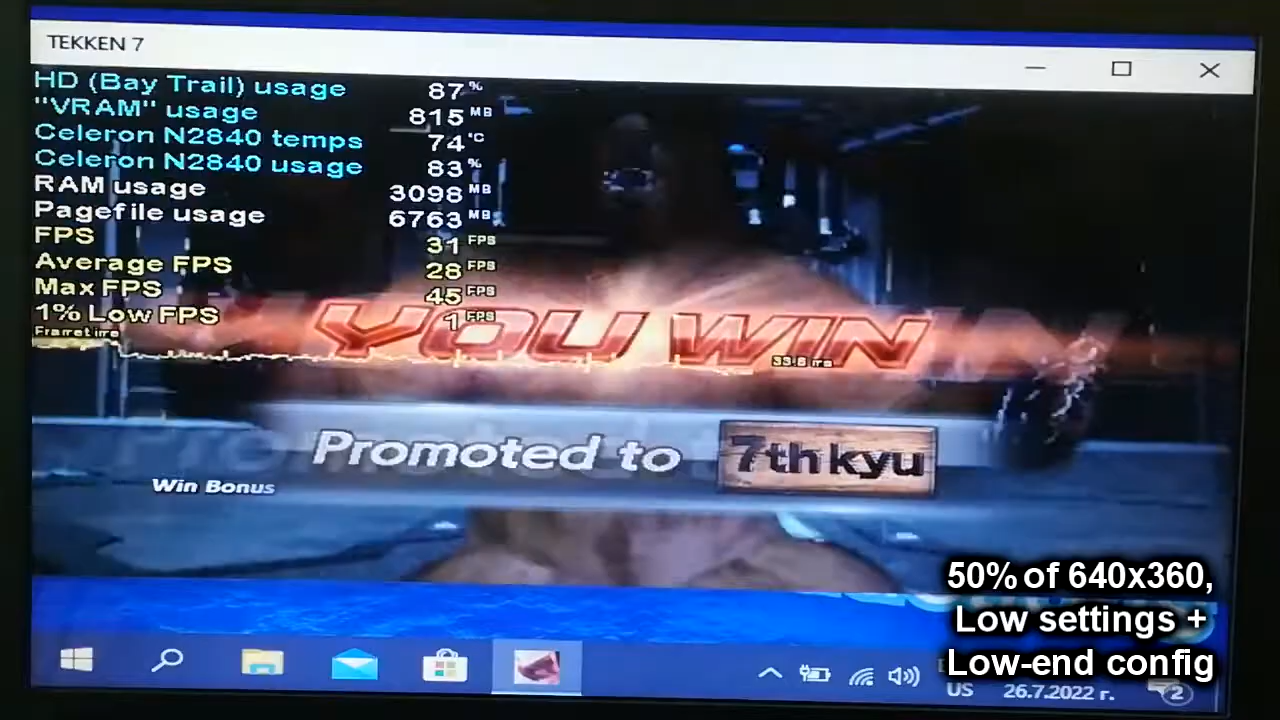 TEKKEN 7
HD (Bay Trail) usage 87 %
"VRAM" usage 815 MB
Celeron N2840 temps 74 °C
Celeron N2840 usage 83 %
RAM usage 3098 MB
Pagefile usage 6763 MB
FPS 31 FPS
Average FPS 28 FPS
Max FPS 45 FPS
1% Low FPS 1 FPS
Frametime
YOU WIN
33.6 ms
Promoted to 7th kyu
Win Bonus
50% of 640x360,
Low settings +
Low-end config
US 26.7.2022 г. 2